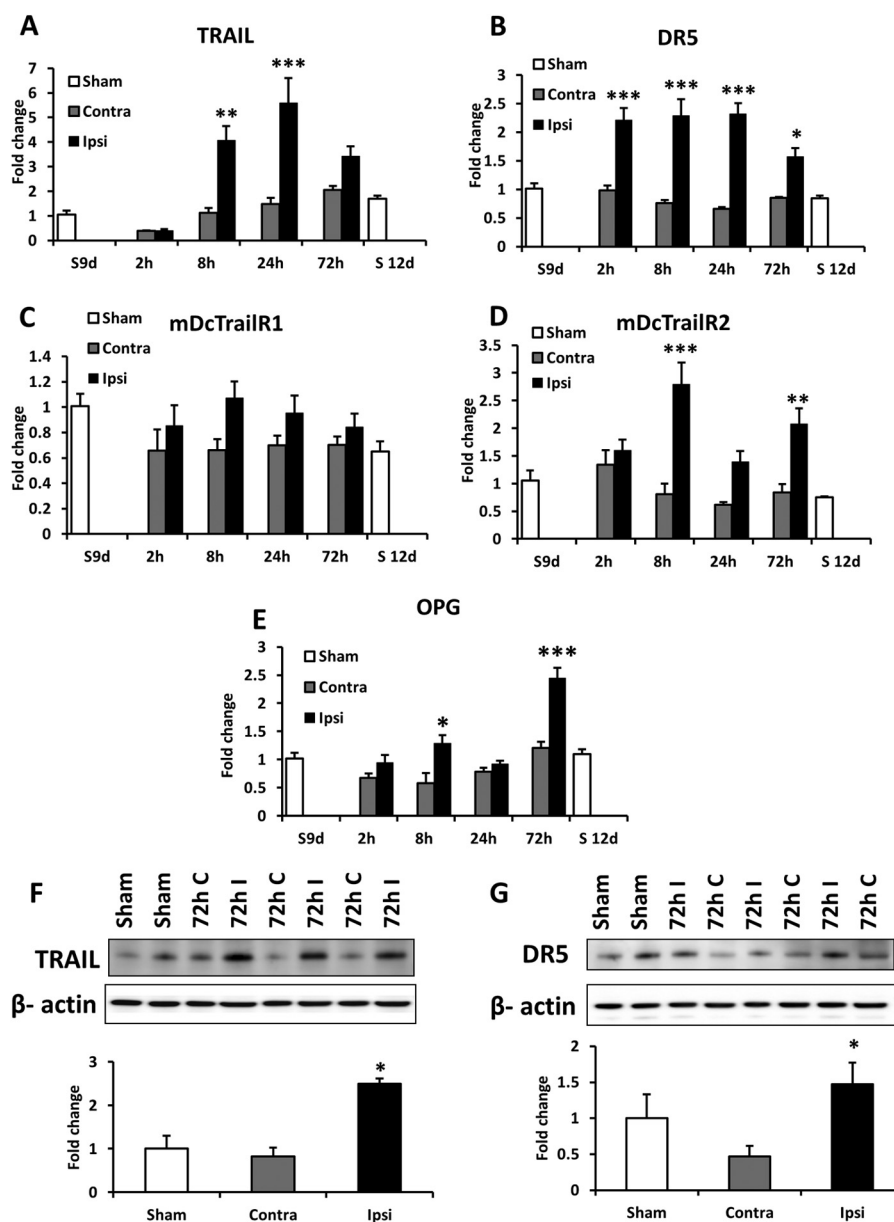 A
TRAIL
Fold change
7
6
5
4
3
2
1
0
Sham
Contra
Ipsi
**
***
S9d 2h 8h 24h 72h S 12d
B
DR5
Fold change
3
2.5
2
1.5
1
0.5
0
Sham
Contra
Ipsi
***
***
***
*
S9d 2h 8h 24h 72h S 12d
C
mDcTrailR1
Fold change
1.4
1.2
1
0.8
0.6
0.4
0.2
0
Sham
Contra
Ipsi
S9d 2h 8h 24h 72h S 12d
D
mDcTrailR2
Fold change
3.5
3
2.5
2
1.5
1
0.5
0
Sham
Contra
Ipsi
***
**
S9d 2h 8h 24h 72h S 12d
E
OPG
Fold change
3
2.5
2
1.5
1
0.5
0
Sham
Contra
Ipsi
*
***
S9d 2h 8h 24h 72h S 12d
F
Sham Sham 72h C 72h I 72h C 72h I 72h C 72h I
TRAIL
β- actin
Fold change
3
2
1
0
*
Sham Contra Ipsi
G
Sham Sham 72h I 72h C 72h I 72h C 72h I 72h C
DR5
β- actin
Fold change
2
1.5
1
0.5
0
*
Sham Contra Ipsi